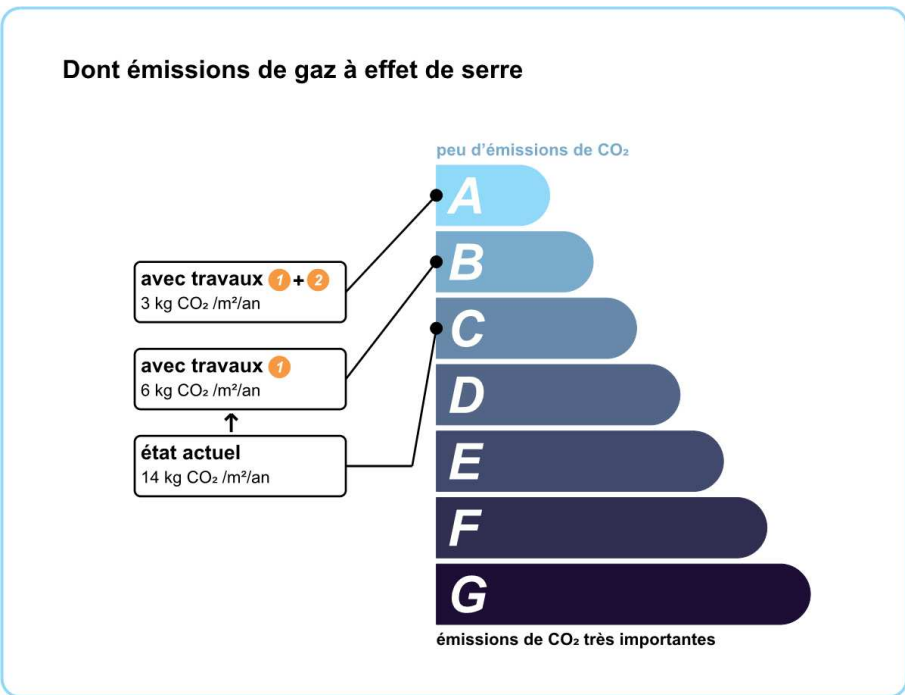 Dont émissions de gaz à effet de serre
peu d'émissions de CO₂
A
B
C
D
E
F
G
émissions de CO₂ très importantes
avec travaux 1 + 2
3 kg CO₂ /m²/an
avec travaux 1
6 kg CO₂ /m²/an
état actuel
14 kg CO₂ /m²/an